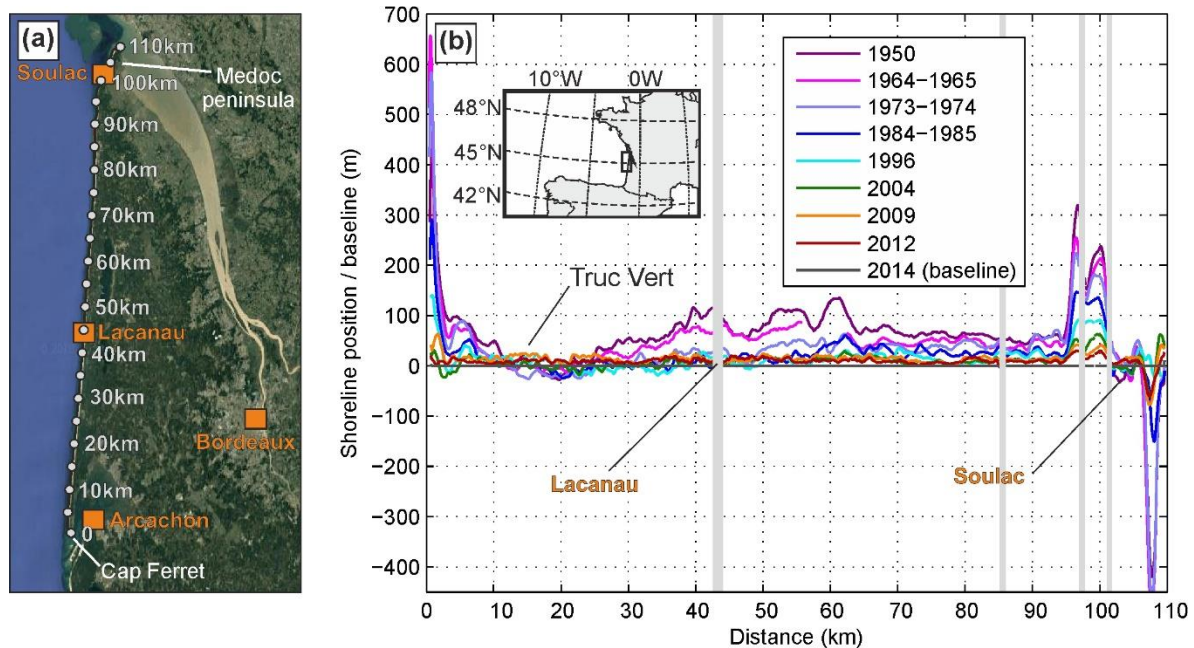 (a)
110km
Soulac
Medoc
peninsula
100km
90km
80km
70km
60km
50km
Lacanau
40km
30km
Bordeaux
20km
10km
Arcachon
0
Cap Ferret
(b)
Shoreline position / baseline (m)
700
600
500
400
300
200
100
0
−100
−200
−300
−400
10°W 0W
48°N
45°N
42°N
1950
1964−1965
1973−1974
1984−1985
1996
2004
2009
2012
2014 (baseline)
Truc Vert
Lacanau
Soulac
0 10 20 30 40 50 60 70 80 90 100 110
Distance (km)